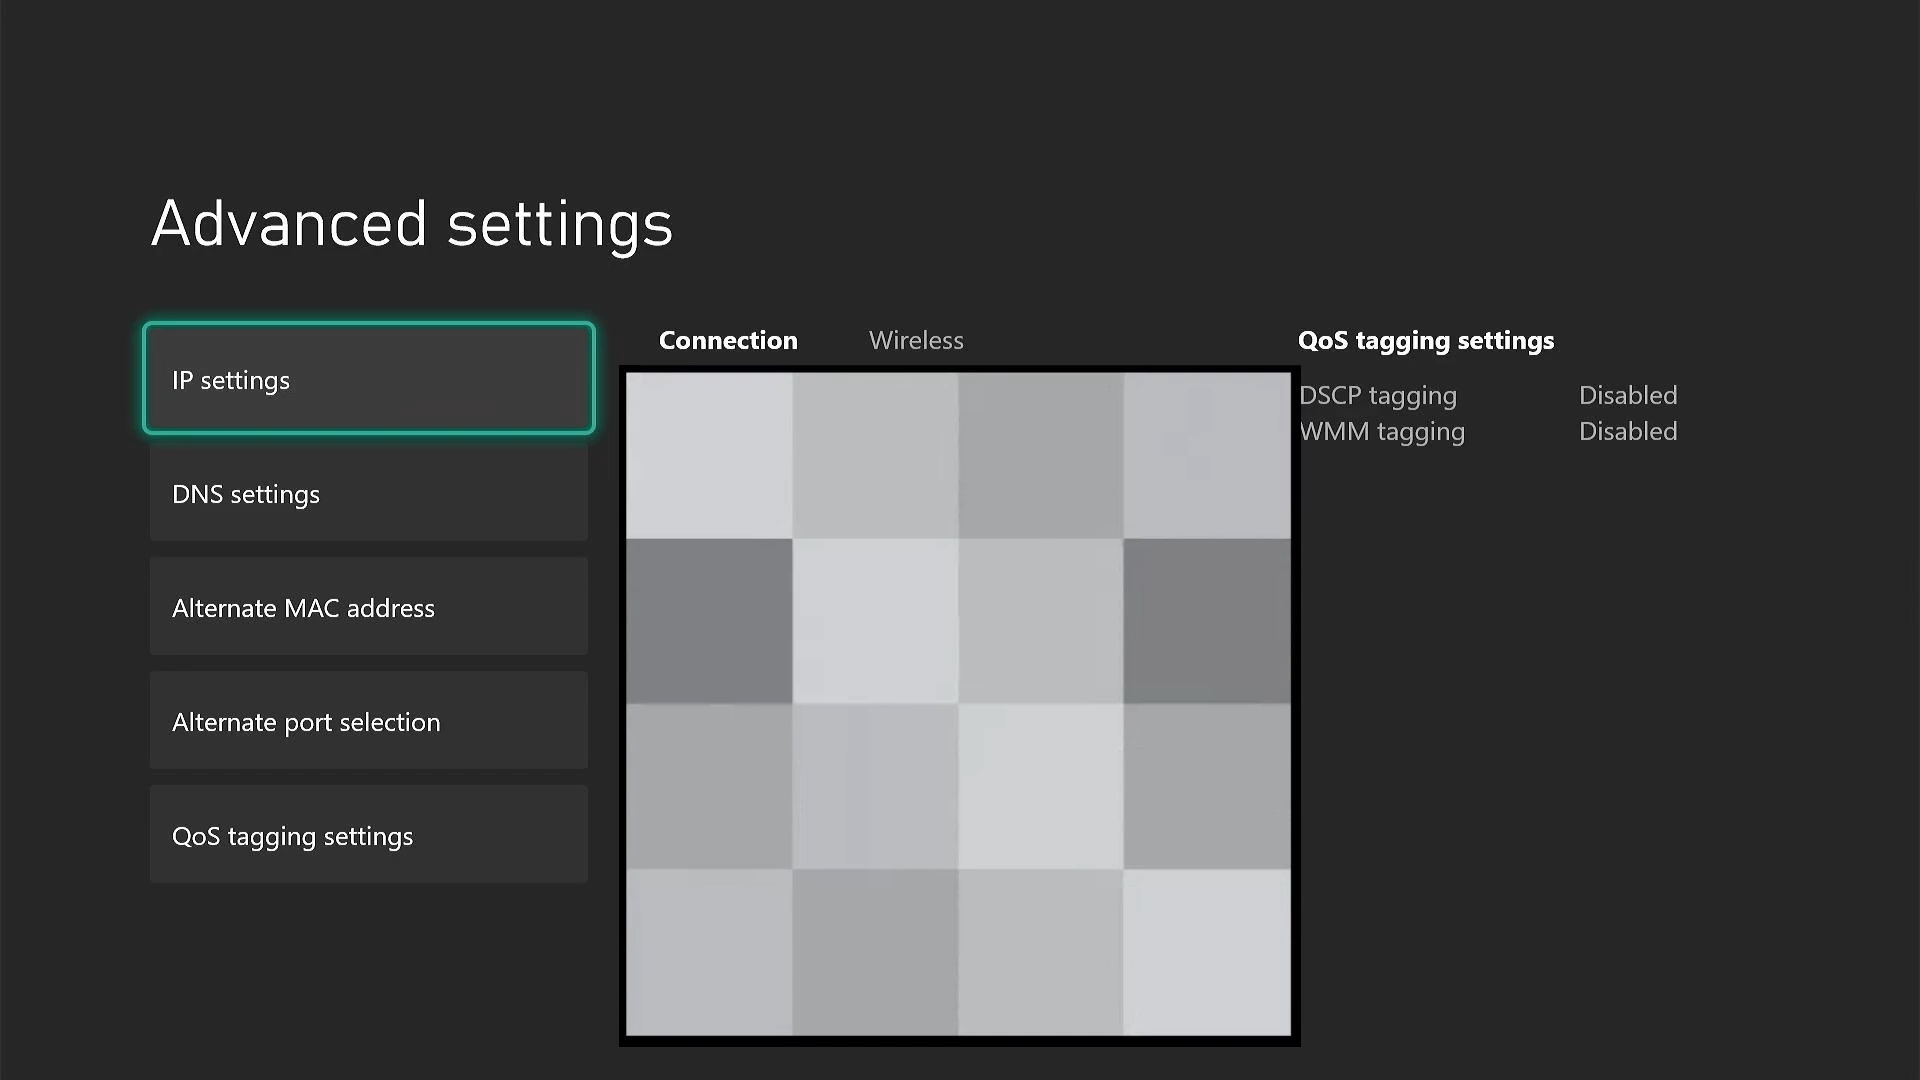 Advanced settings
IP settings
DNS settings
Alternate MAC address
Alternate port selection
QoS tagging settings
Connection Wireless
QoS tagging settings
DSCP tagging Disabled
WMM tagging Disabled